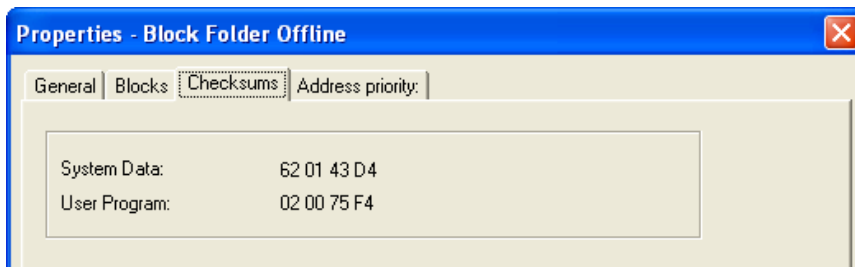 Properties - Block Folder Offline
General Blocks Checksums Address priority:
System Data: 62 01 43 D4
User Program: 02 00 75 F4